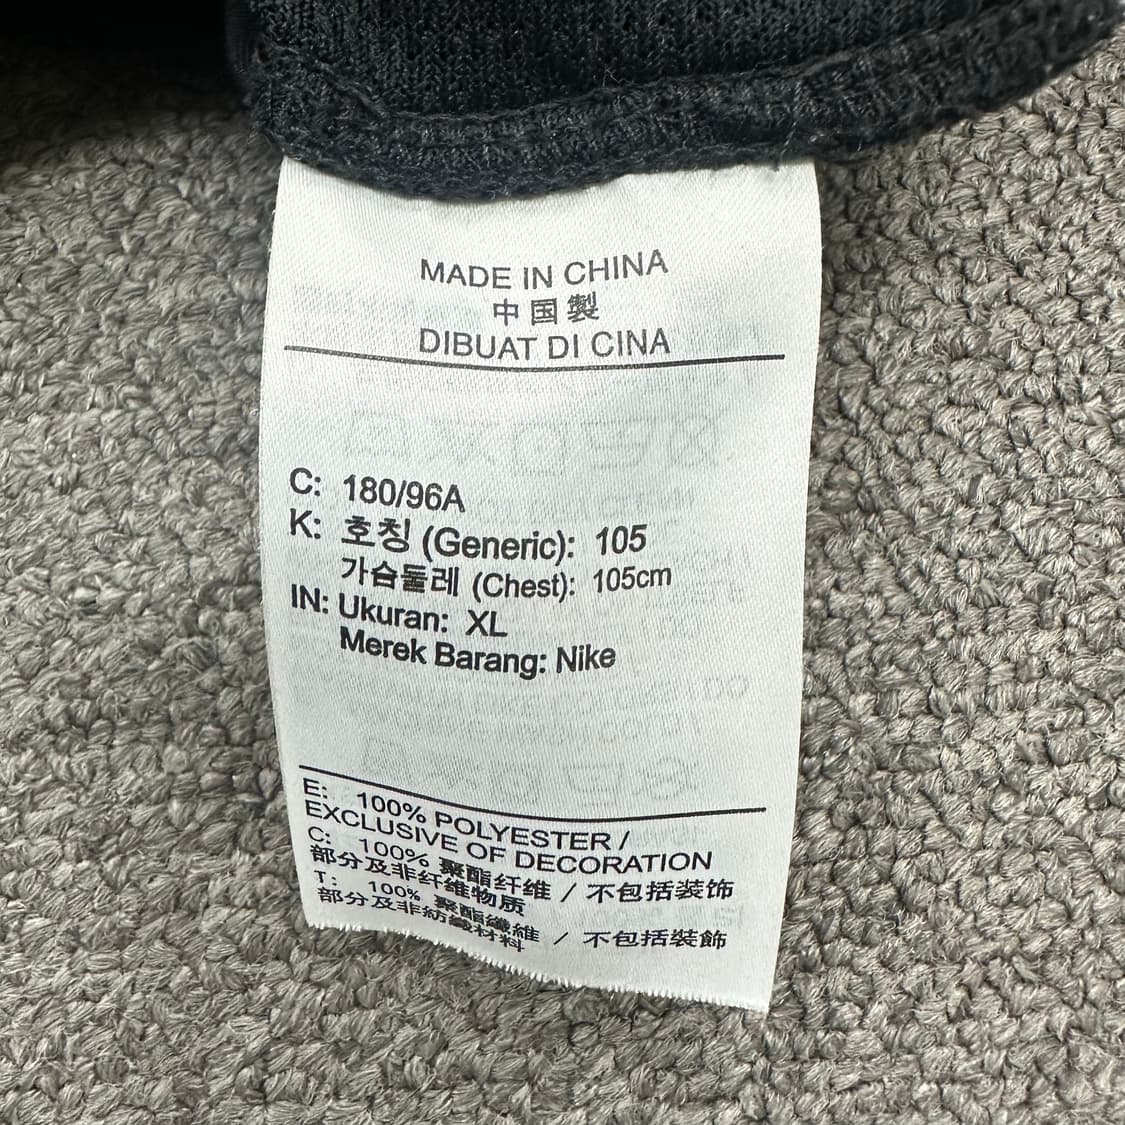 MADE IN CHINA
中国製
DIBUAT DI CINA
C: 180/96A
K: 호칭 (Generic): 105
가슴둘레 (Chest): 105cm
IN: Ukuran: XL
Merek Barang: Nike
E: 100% POLYESTER /
EXCLUSIVE OF DECORATION
C: 100% 聚酯纤维 / 不包括装饰
部分及非纤维物质
T: 100% 聚酯纖維 / 不包括裝飾
部分及非紡織材料